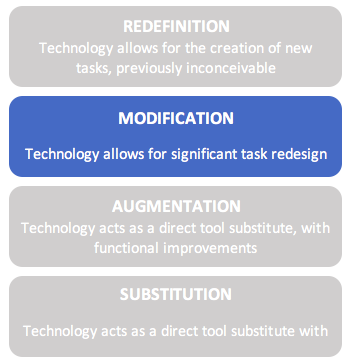 REDEFINITION
Technology allows for the creation of new
tasks, previously inconceivable
MODIFICATION
Technology allows for significant task redesign
AUGMENTATION
Technology acts as a direct tool substitute, with
functional improvements
SUBSTITUTION
Technology acts as a direct tool substitute with